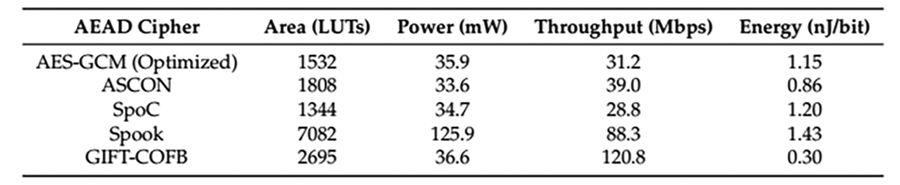 AEAD Cipher Area (LUTs) Power (mW) Throughput (Mbps) Energy (nJ/bit)
AES-GCM (Optimized) 1532 35.9 31.2 1.15
ASCON 1808 33.6 39.0 0.86
SpoC 1344 34.7 28.8 1.20
Spook 7082 125.9 88.3 1.43
GIFT-COFB 2695 36.6 120.8 0.30